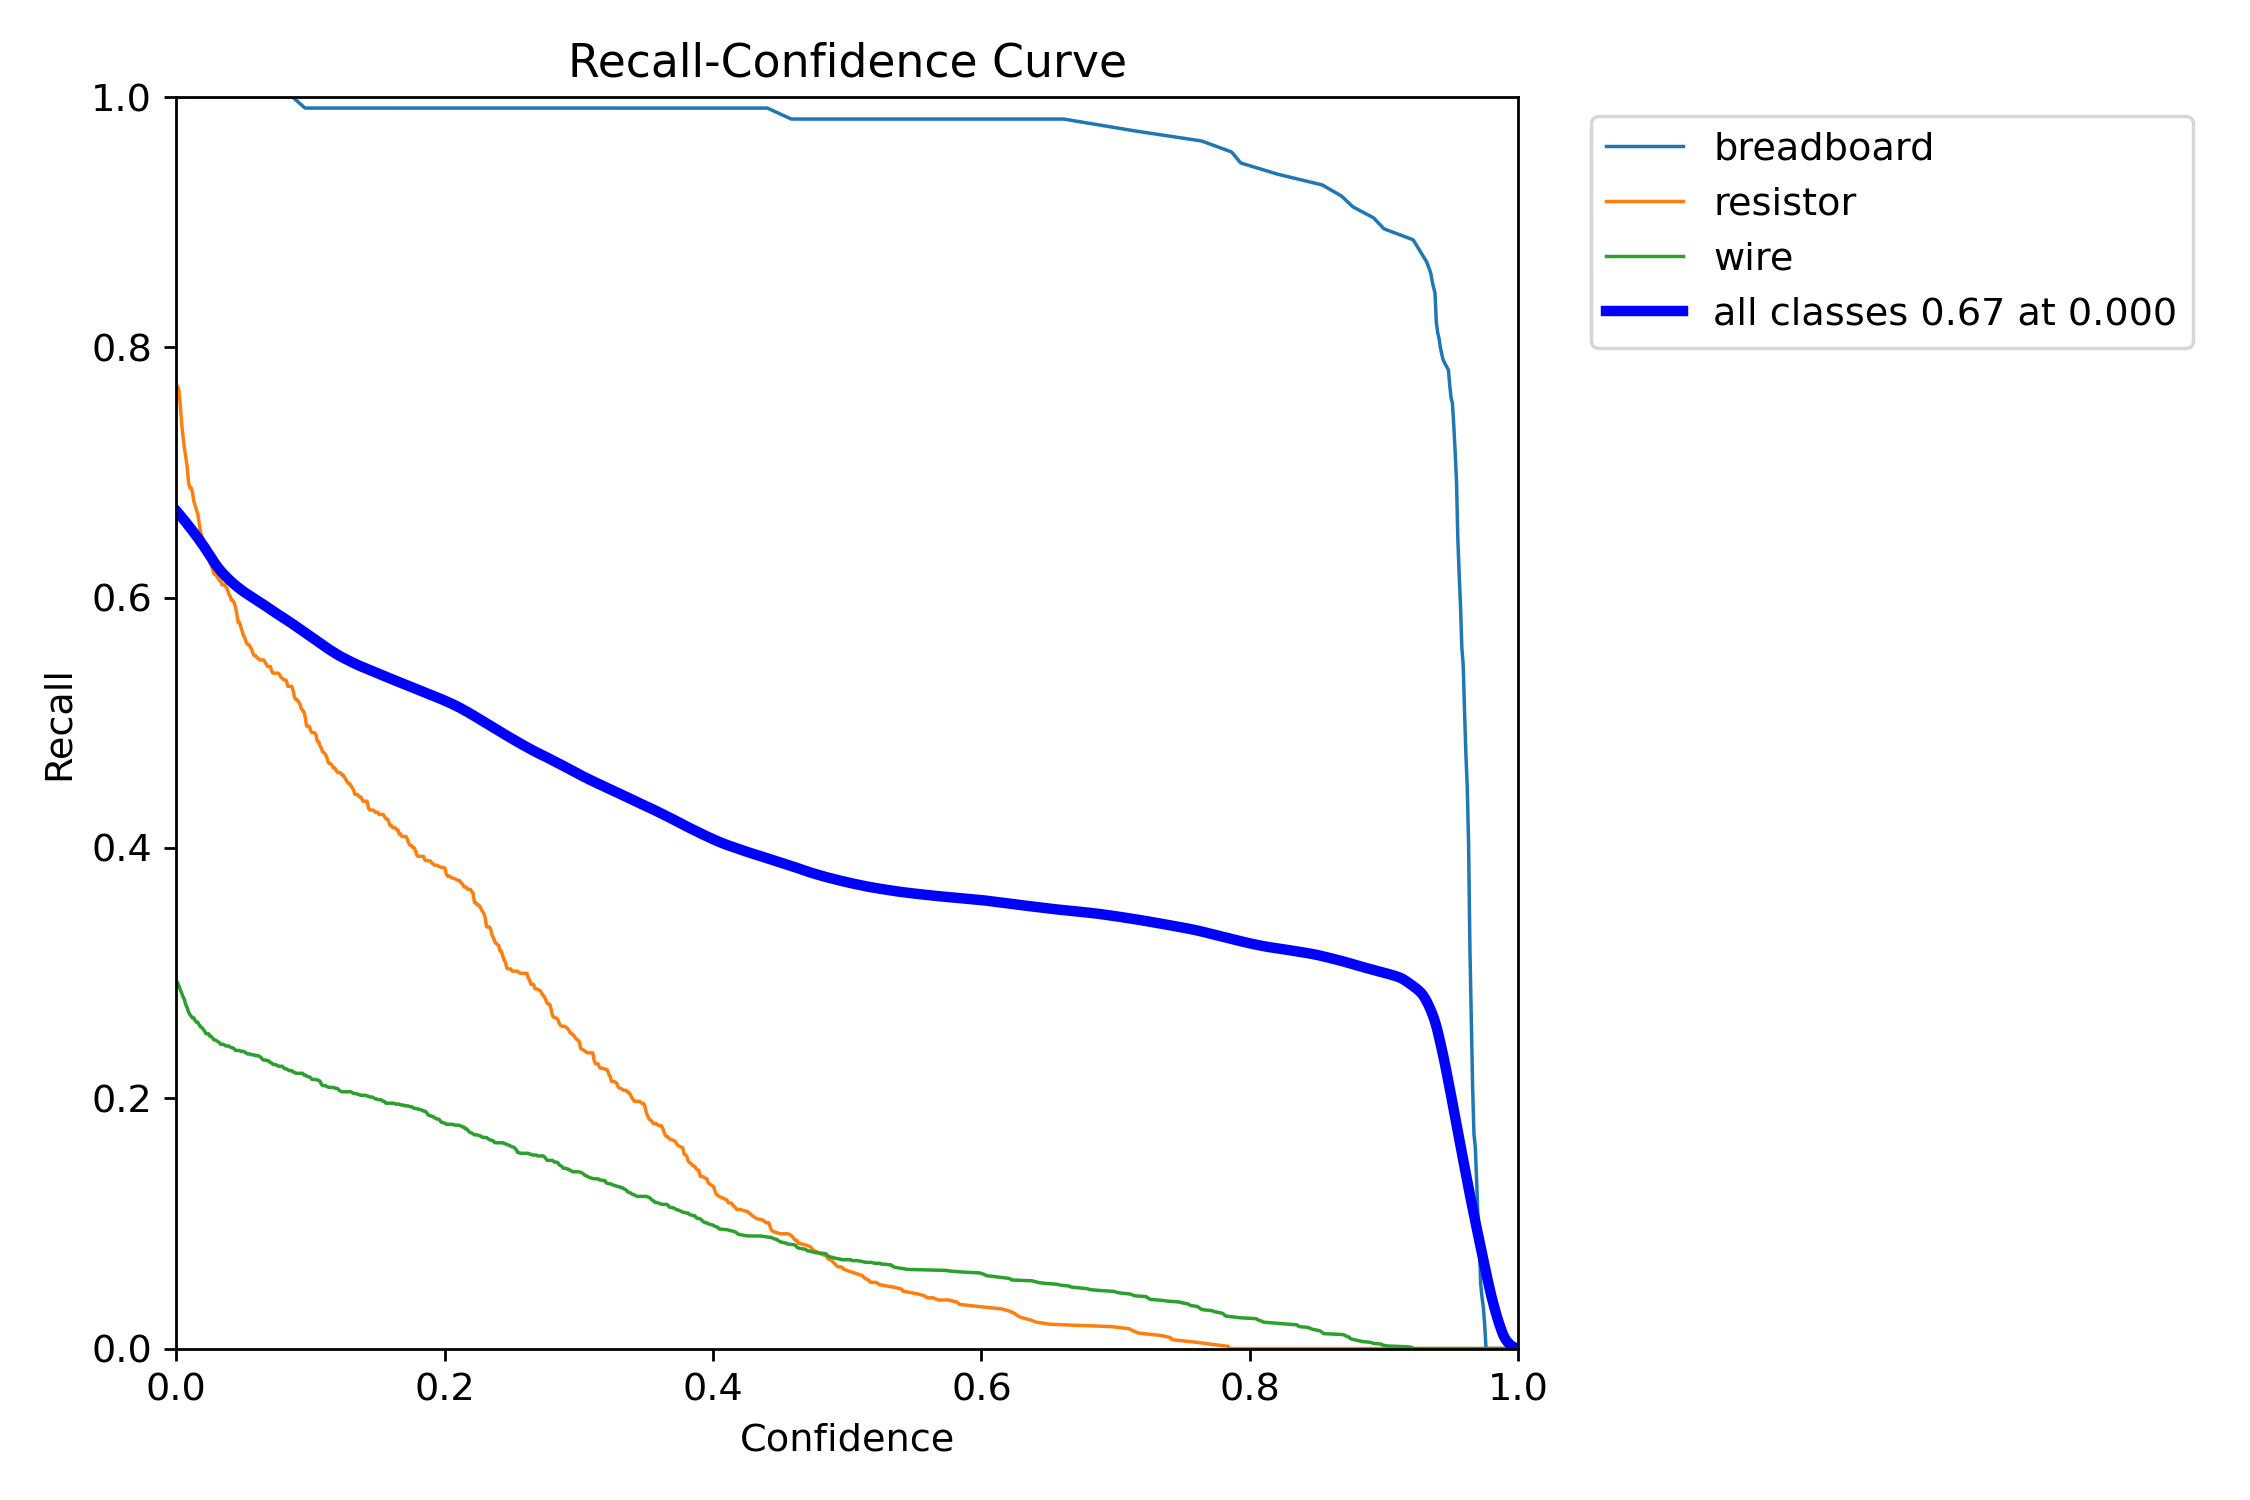 Recall-Confidence Curve
1.0
0.8
0.6
0.4
0.2
0.0
Recall
0.0 0.2 0.4 0.6 0.8 1.0
Confidence
breadboard
resistor
wire
all classes 0.67 at 0.000